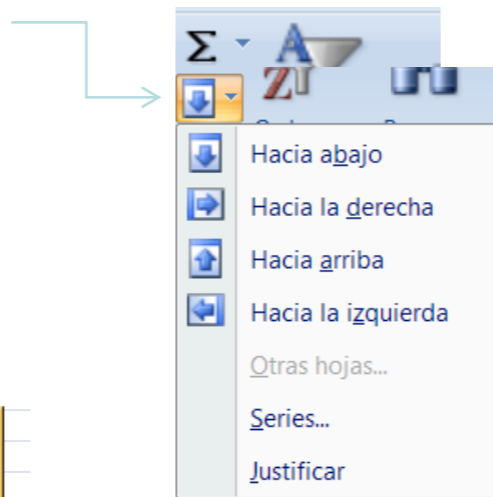 Σ
A
Z
Hacia abajo
Hacia la derecha
Hacia arriba
Hacia la izquierda
Otras hojas...
Series...
Justificar